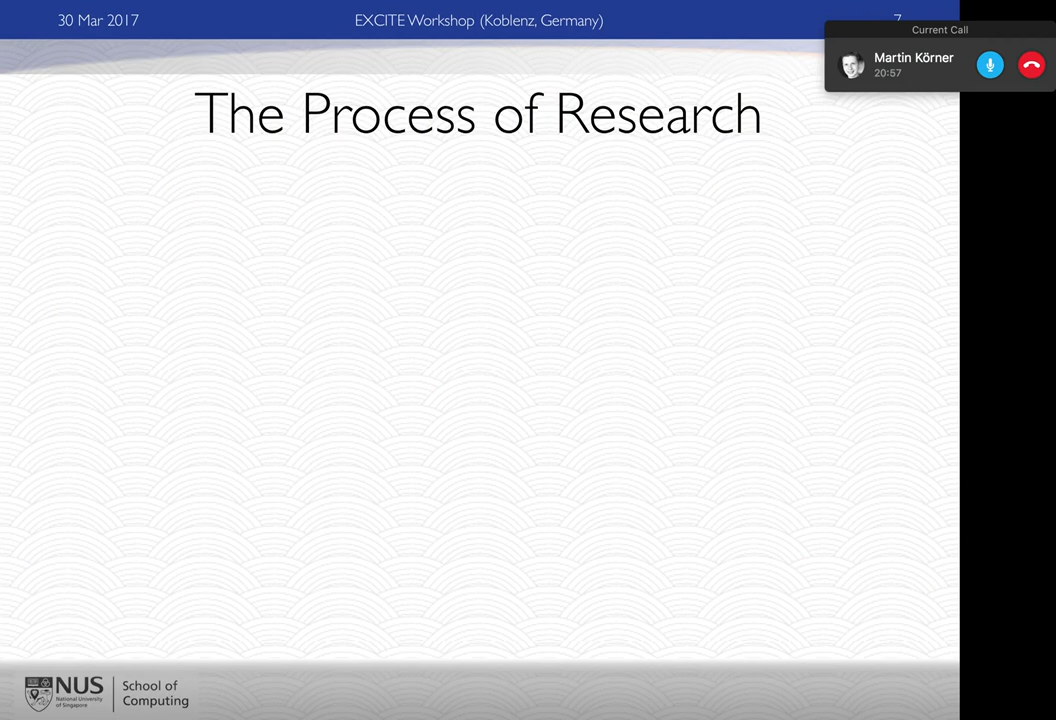 30 Mar 2017
EXCITE Workshop (Koblenz, Germany)
7
Current Call
Martin Körner
20:57
The Process of Research
NUS
National University
of Singapore
School of
Computing